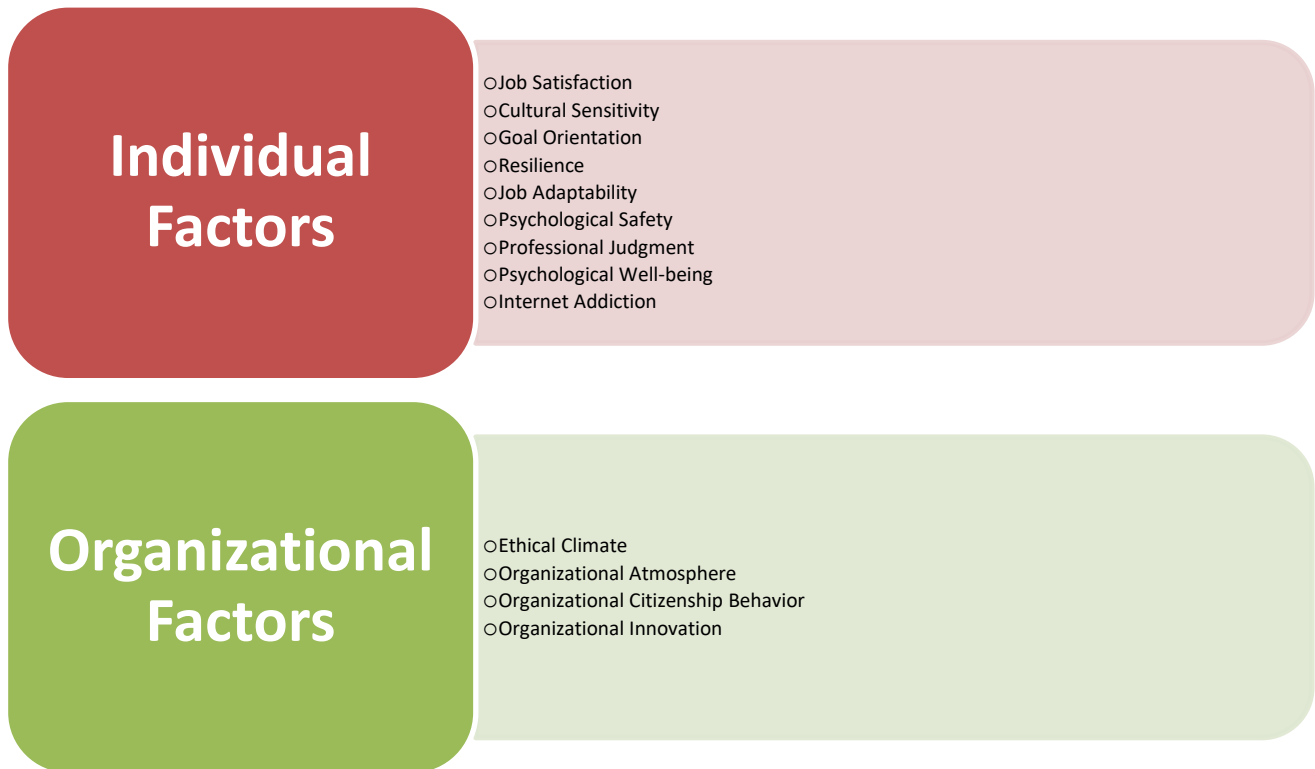 Individual
Factors
○Job Satisfaction
○Cultural Sensitivity
○Goal Orientation
○Resilience
○Job Adaptability
○Psychological Safety
○Professional Judgment
○Psychological Well-being
○Internet Addiction
Organizational
Factors
○Ethical Climate
○Organizational Atmosphere
○Organizational Citizenship Behavior
○Organizational Innovation